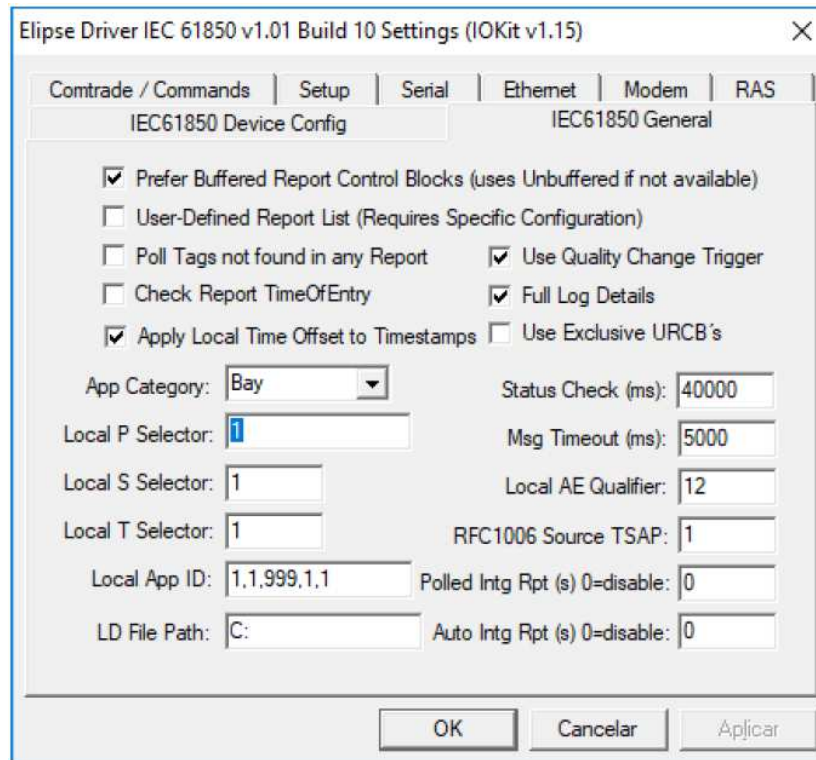 Elipse Driver IEC 61850 v1.01 Build 10 Settings (IOKit v1.15)
Comtrade / Commands Setup Serial Ethernet Modem RAS
IEC61850 Device Config IEC61850 General
Prefer Buffered Report Control Blocks (uses Unbuffered if not available)
User-Defined Report List (Requires Specific Configuration)
Poll Tags not found in any Report Use Quality Change Trigger
Check Report TimeOfEntry Full Log Details
Apply Local Time Offset to Timestamps Use Exclusive URCB´s
App Category: Bay Status Check (ms): 40000
Local P Selector: 1 Msg Timeout (ms): 5000
Local S Selector: 1 Local AE Qualifier: 12
Local T Selector: 1 RFC1006 Source TSAP: 1
Local App ID: 1,1,999,1,1 Polled Intg Rpt (s) 0=disable: 0
LD File Path: C: Auto Intg Rpt (s) 0=disable: 0
OK Cancelar Aplicar